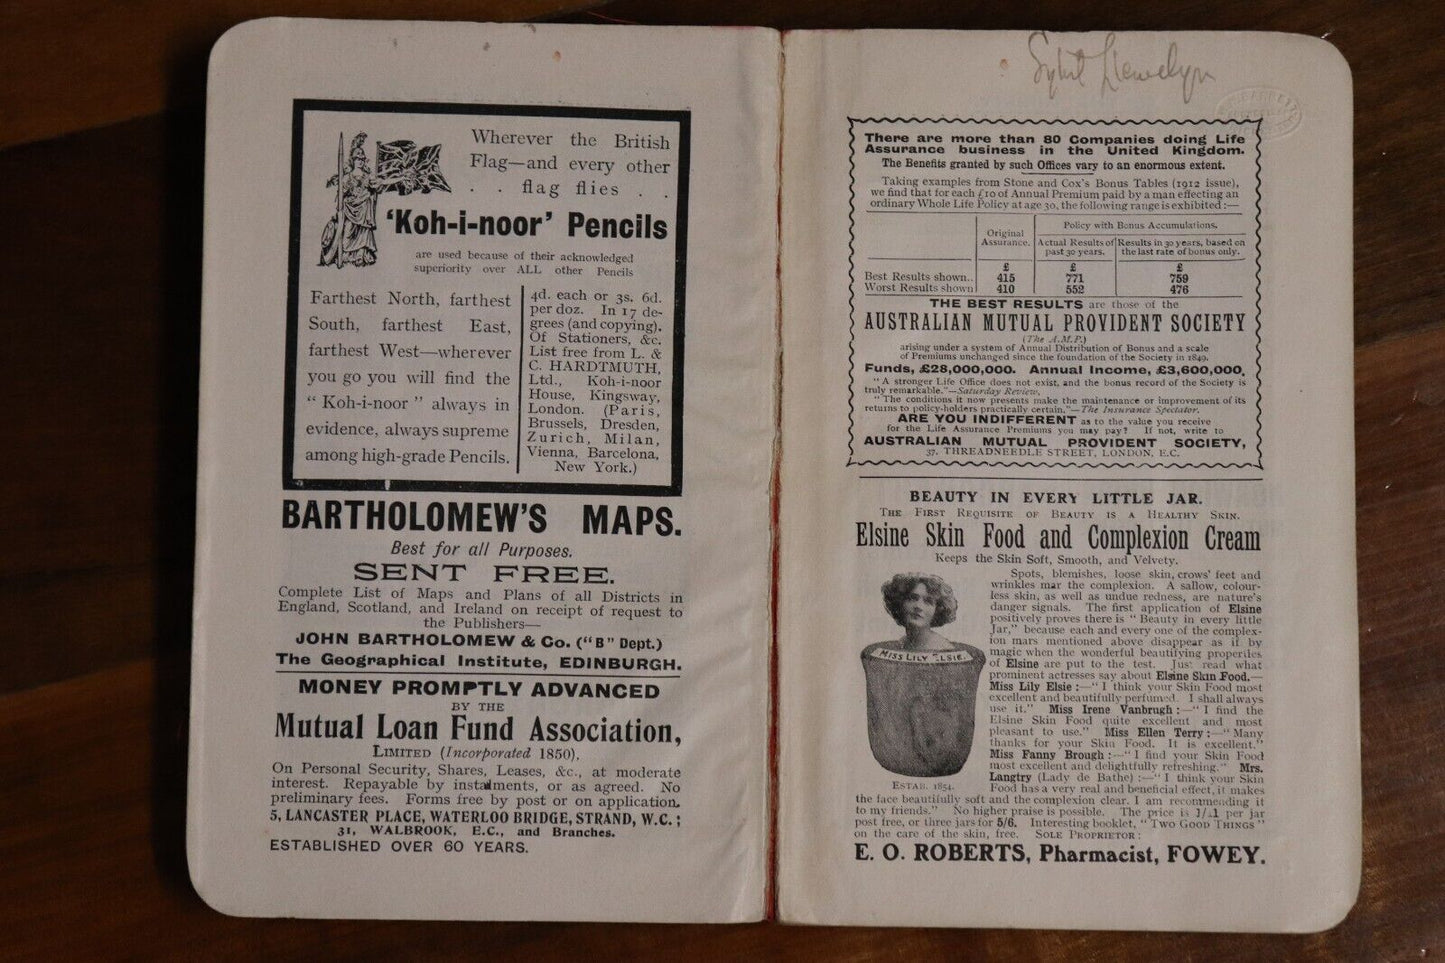 Wherever the British
Flag—and every other
. . flag flies . .
'Koh-i-noor' Pencils
are used because of their acknowledged
superiority over ALL other Pencils
Farthest North, farthest
South, farthest East,
farthest West—wherever
you go you will find the
" Koh-i-noor " always in
evidence, always supreme
among high-grade Pencils.
4d. each or 3s. 6d.
per doz. In 17 de-
grees (and copying).
Of Stationers, &c.
List free from L. &
C. HARDTMUTH,
Ltd., Koh-i-noor
House, Kingsway,
London. (Paris,
Brussels, Dresden,
Zurich, Milan,
Vienna, Barcelona,
New York.)
BARTHOLOMEW'S MAPS.
Best for all Purposes.
SENT FREE.
Complete List of Maps and Plans of all Districts in
England, Scotland, and Ireland on receipt of request to
the Publishers—
JOHN BARTHOLOMEW & Co. ("B" Dept.)
The Geographical Institute, EDINBURGH.
MONEY PROMPTLY ADVANCED
BY THE
Mutual Loan Fund Association,
LIMITED (Incorporated 1850),
On Personal Security, Shares, Leases, &c., at moderate
interest. Repayable by instalments, or as agreed. No
preliminary fees. Forms free by post or on application.
5, LANCASTER PLACE, WATERLOO BRIDGE, STRAND, W.C.;
31, WALBROOK, E.C., and Branches.
ESTABLISHED OVER 60 YEARS.
Sybil Llewelyn
There are more than 80 Companies doing Life
Assurance business in the United Kingdom.
The Benefits granted by such Offices vary to an enormous extent.
Taking examples from Stone and Cox's Bonus Tables (1912 issue),
we find that for each £10 of Annual Premium paid by a man effecting an
ordinary Whole Life Policy at age 30, the following range is exhibited:—
Original Assurance.
Policy with Bonus Accumulations.
Actual Results of past 30 years.
Results in 30 years, based on the last rate of bonus only.
£ £ £
Best Results shown.. 415 771 759
Worst Results shown 410 552 476
THE BEST RESULTS are those of the
AUSTRALIAN MUTUAL PROVIDENT SOCIETY
(The A.M.P.)
arising under a system of Annual Distribution of Bonus and a scale
of Premiums unchanged since the foundation of the Society in 1849.
Funds, £28,000,000. Annual Income, £3,600,000.
" A stronger Life Office does not exist, and the bonus record of the Society is
truly remarkable."—Saturday Review.
" The conditions it now presents make the maintenance or improvement of its
returns to policy-holders practically certain."—The Insurance Spectator.
ARE YOU INDIFFERENT as to the value you receive
for the Life Assurance Premiums you may pay? If not, write to
AUSTRALIAN MUTUAL PROVIDENT SOCIETY,
37, THREADNEEDLE STREET, LONDON, E.C.
BEAUTY IN EVERY LITTLE JAR.
THE FIRST REQUISITE OF BEAUTY IS A HEALTHY SKIN.
Elsine Skin Food and Complexion Cream
Keeps the Skin Soft, Smooth, and Velvety.
MISS LILY ELSIE.
ESTAB. 1854.
Spots, blemishes, loose skin, crows' feet and
wrinkles mar the complexion. A sallow, colour-
less skin, as well as undue redness, are nature's
danger signals. The first application of Elsine
positively proves there is " Beauty in every little
Jar," because each and every one of the complex-
ion mars mentioned above disappear as if by
magic when the wonderful beautifying properties
of Elsine are put to the test. Just read what
prominent actresses say about Elsine Skin Food.—
Miss Lily Elsie :—" I think your Skin Food most
excellent and beautifully perfumed. I shall always
use it." Miss Irene Vanbrugh :—" I find the
Elsine Skin Food quite excellent and most
pleasant to use." Miss Ellen Terry :—" Many
thanks for your Skin Food. It is excellent."
Miss Fanny Brough :—" I find your Skin Food
most excellent and delightfully refreshing." Mrs.
Langtry (Lady de Bathe) :—" I think your Skin
Food has a very real and beneficial effect, it makes
the face beautifully soft and the complexion clear. I am recommending it
to my friends." No higher praise is possible. The price is 1/11 per jar
post free, or three jars for 5/6. Interesting booklet, " TWO GOOD THINGS "
on the care of the skin, free. SOLE PROPRIETOR:
E. O. ROBERTS, Pharmacist, FOWEY.